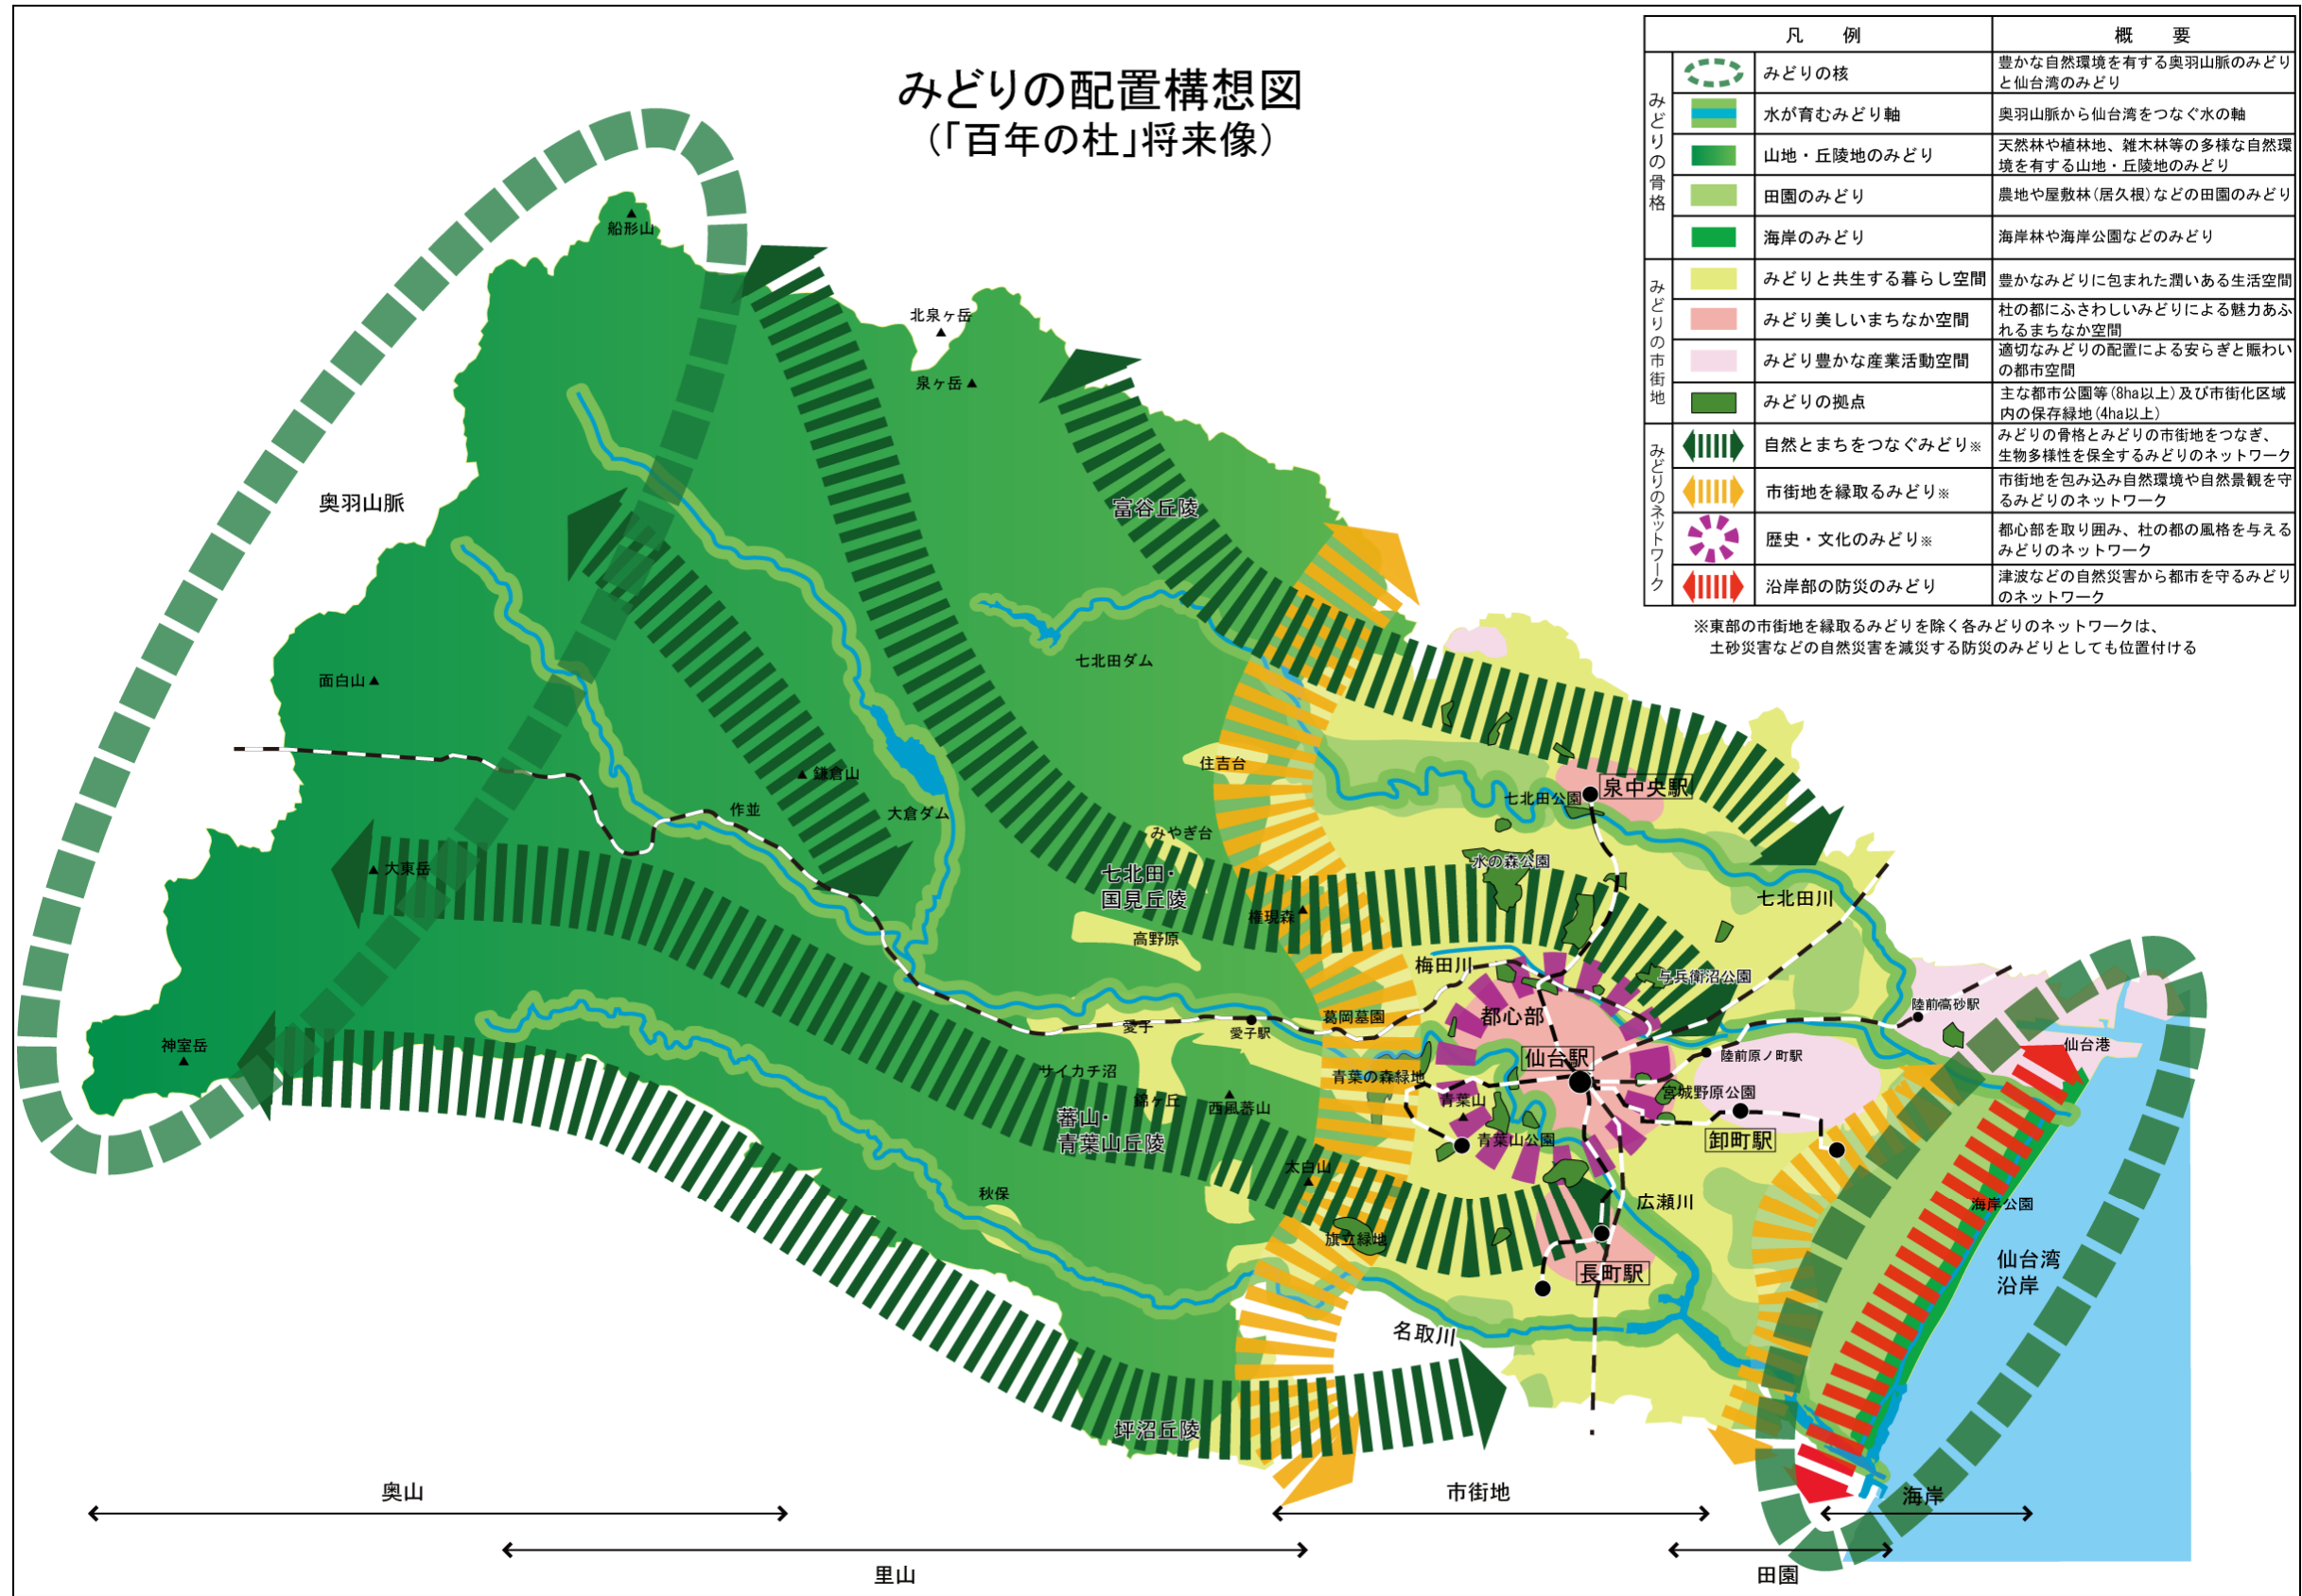 みどりの配置構想図
(「百年の杜」将来像)
凡　例
概　要
みどりの骨格
みどりの核
豊かな自然環境を有する奥羽山脈のみどり
と仙台湾のみどり
水が育むみどり軸
奥羽山脈から仙台湾をつなぐ水の軸
山地・丘陵地のみどり
天然林や植林地、雑木林等の多様な自然環
境を有する山地・丘陵地のみどり
田園のみどり
農地や屋敷林(居久根)などの田園のみどり
海岸のみどり
海岸林や海岸公園などのみどり
みどりの市街地
みどりと共生する暮らし空間
豊かなみどりに包まれた潤いある生活空間
みどり美しいまちなか空間
杜の都にふさわしいみどりによる魅力あふ
れるまちなか空間
みどり豊かな産業活動空間
適切なみどりの配置による安らぎと賑わい
の都市空間
みどりの拠点
主な都市公園等(8ha以上)及び市街化区域
内の保存緑地(4ha以上)
みどりのネットワーク
自然とまちをつなぐみどり※
みどりの骨格とみどりの市街地をつなぎ、
生物多様性を保全するみどりのネットワーク
市街地を縁取るみどり※
市街地を包み込み自然環境や自然景観を守
るみどりのネットワーク
歴史・文化のみどり※
都心部を取り囲み、杜の都の風格を与える
みどりのネットワーク
沿岸部の防災のみどり
津波などの自然災害から都市を守るみどり
のネットワーク
※東部の市街地を縁取るみどりを除く各みどりのネットワークは、
土砂災害などの自然災害を減災する防災のみどりとしても位置付ける
船形山
北泉ヶ岳
泉ヶ岳
奥羽山脈
富谷丘陵
七北田ダム
面白山
住吉台
鎌倉山
泉中央駅
七北田公園
作並
大倉ダム
みやぎ台
水の森公園
大東岳
七北田・
国見丘陵
七北田川
権現森
高野原
梅田川
与兵衛沼公園
陸前高砂駅
葛岡墓園
都心部
愛子
愛子駅
神室岳
仙台港
仙台駅
陸前原ノ町駅
サイカチ沼
青葉の森緑地
宮城野原公園
錦ヶ丘
西風蕃山
青葉山
蕃山・
青葉山丘陵
青葉山公園
卸町駅
太白山
秋保
広瀬川
海岸公園
旗立緑地
仙台湾
沿岸
長町駅
名取川
坪沼丘陵
奥山
市街地
海岸
里山
田園